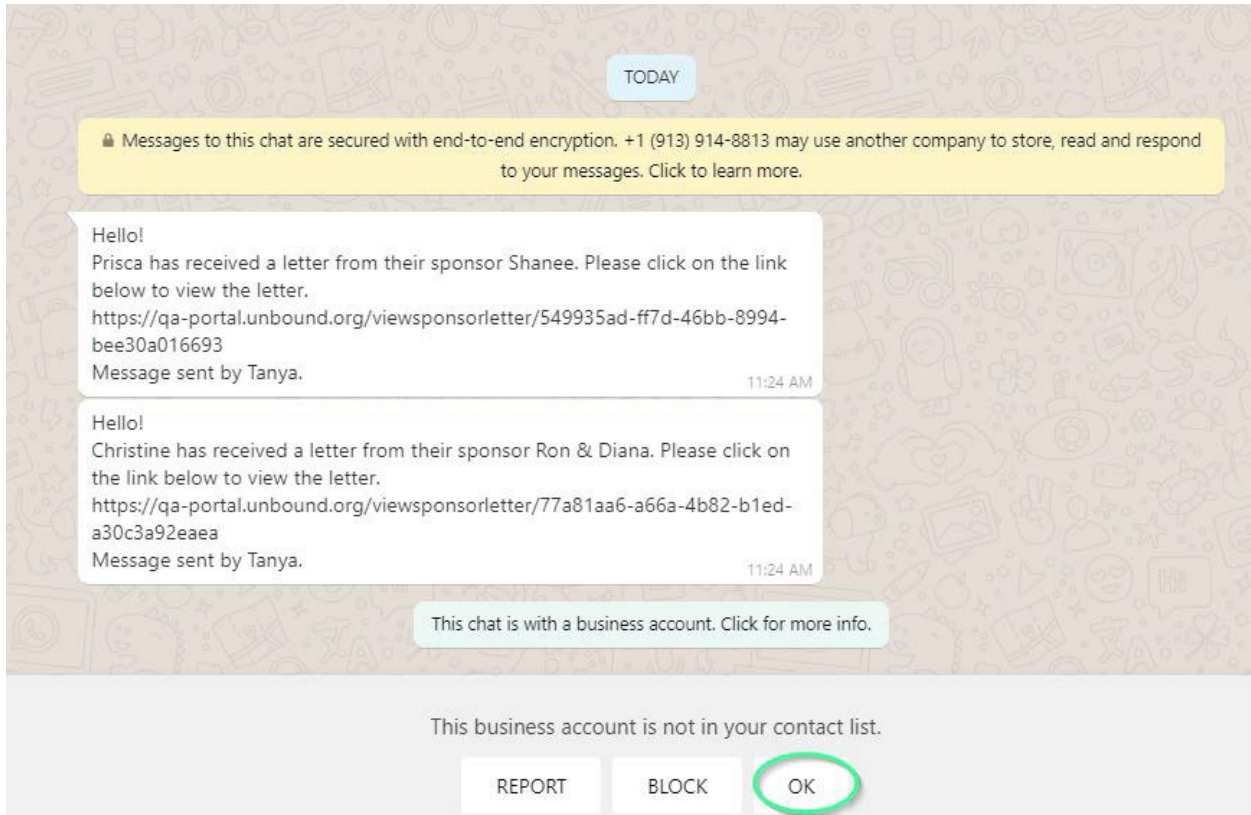 TODAY
Messages to this chat are secured with end-to-end encryption. +1 (913) 914-8813 may use another company to store, read and respond
to your messages. Click to learn more.
Hello!
Prisca has received a letter from their sponsor Shanee. Please click on the link
below to view the letter.
https://qa-portal.unbound.org/viewsponsorletter/549935ad-ff7d-46bb-8994-
bee30a016693
Message sent by Tanya.
11:24 AM
Hello!
Christine has received a letter from their sponsor Ron & Diana. Please click on
the link below to view the letter.
https://qa-portal.unbound.org/viewsponsorletter/77a81aa6-a66a-4b82-b1ed-
a30c3a92eaea
Message sent by Tanya.
11:24 AM
This chat is with a business account. Click for more info.
This business account is not in your contact list.
REPORT BLOCK OK